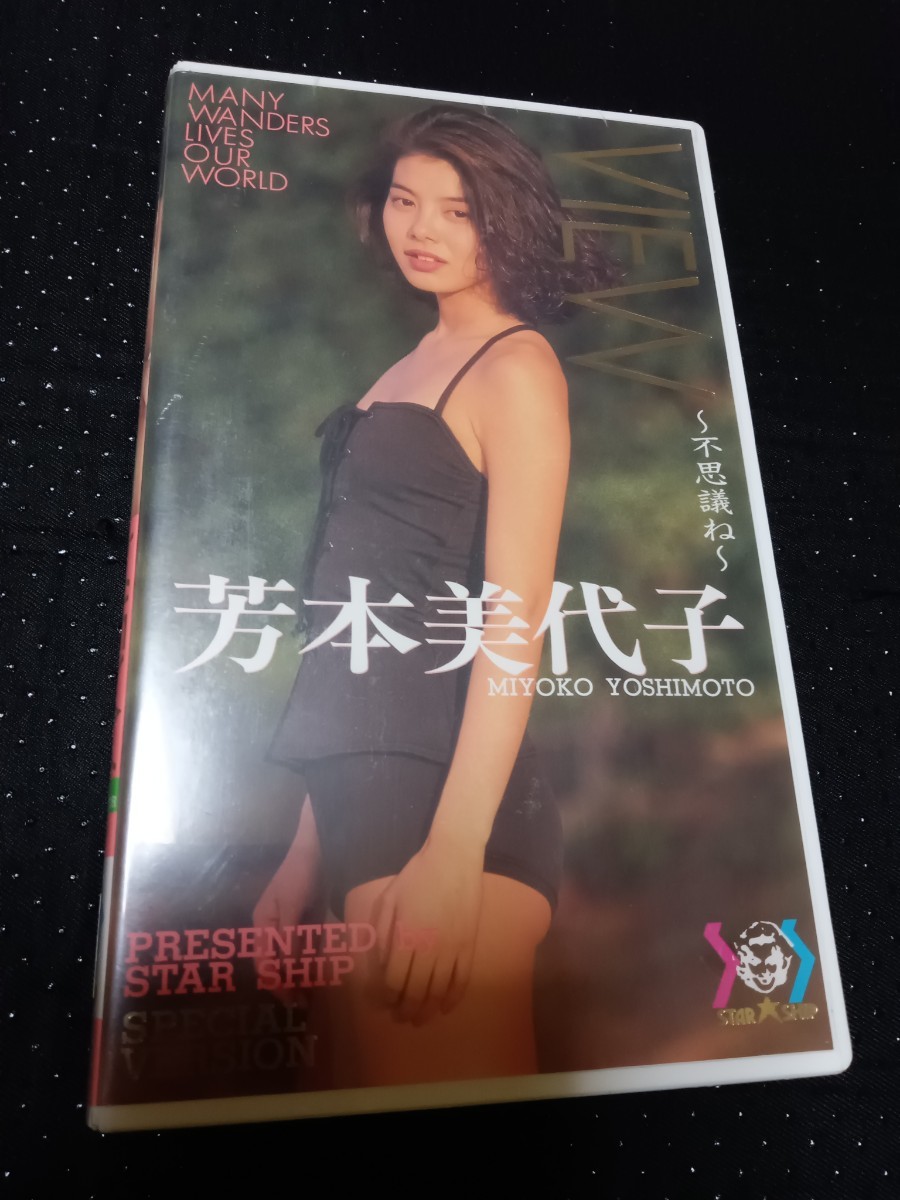 MANY
WANDERS
LIVES
OUR
WORLD
VIEW
～不思議ね～
芳本美代子
MIYOKO YOSHIMOTO
PRESENTED BY
STAR SHIP
SPECIAL
VERSION
STAR★SHIP